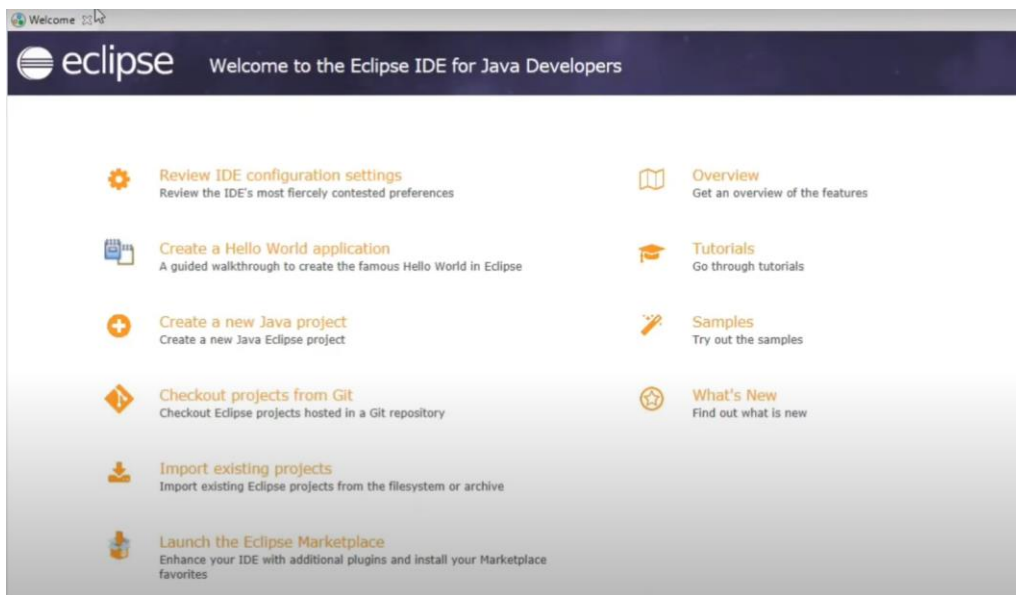 Welcome
eclipse
Welcome to the Eclipse IDE for Java Developers
Review IDE configuration settings
Review the IDE's most fiercely contested preferences
Create a Hello World application
A guided walkthrough to create the famous Hello World in Eclipse
Create a new Java project
Create a new Java Eclipse project
Checkout projects from Git
Checkout Eclipse projects hosted in a Git repository
Import existing projects
Import existing Eclipse projects from the filesystem or archive
Launch the Eclipse Marketplace
Enhance your IDE with additional plugins and install your Marketplace
favorites
Overview
Get an overview of the features
Tutorials
Go through tutorials
Samples
Try out the samples
What's New
Find out what is new